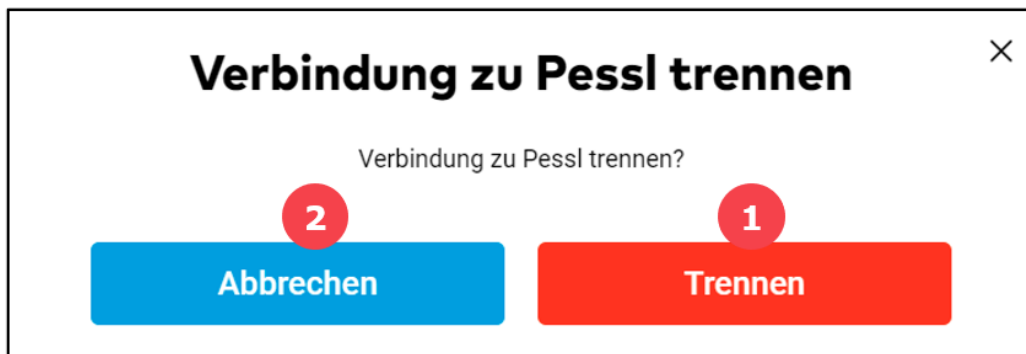 Verbindung zu Pessl trennen
Verbindung zu Pessl trennen?
2 1
Abbrechen Trennen